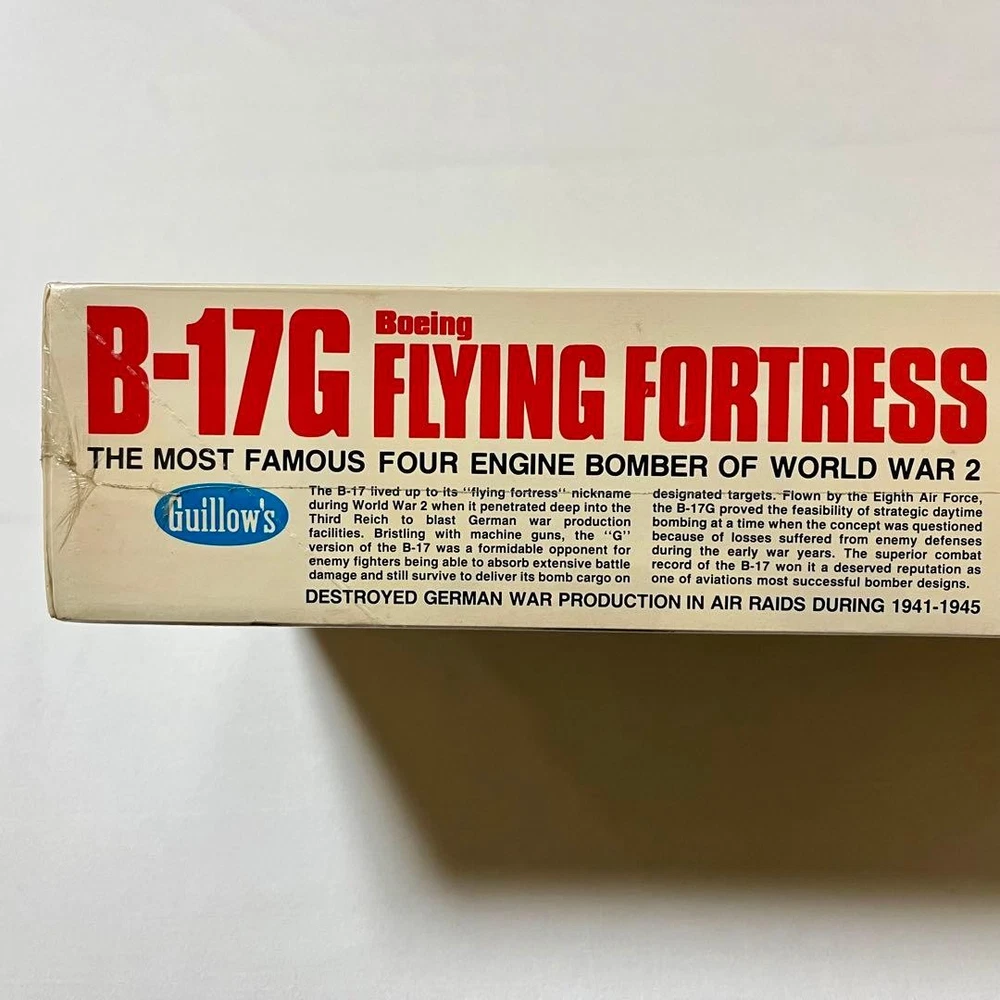 B-17G Boeing
FLYING FORTRESS
THE MOST FAMOUS FOUR ENGINE BOMBER OF WORLD WAR 2
Guillow's
The B-17 lived up to its "flying fortress" nickname
during World War 2 when it penetrated deep into the
Third Reich to blast German war production
facilities. Bristling with machine guns, the "G"
version of the B-17 was a formidable opponent for
enemy fighters being able to absorb extensive battle
damage and still survive to deliver its bomb cargo on
designated targets. Flown by the Eighth Air Force,
the B-17G proved the feasibility of strategic daytime
bombing at a time when the concept was questioned
because of losses suffered from enemy defenses
during the early war years. The superior combat
record of the B-17 won it a deserved reputation as
one of aviations most successful bomber designs.
DESTROYED GERMAN WAR PRODUCTION IN AIR RAIDS DURING 1941-1945